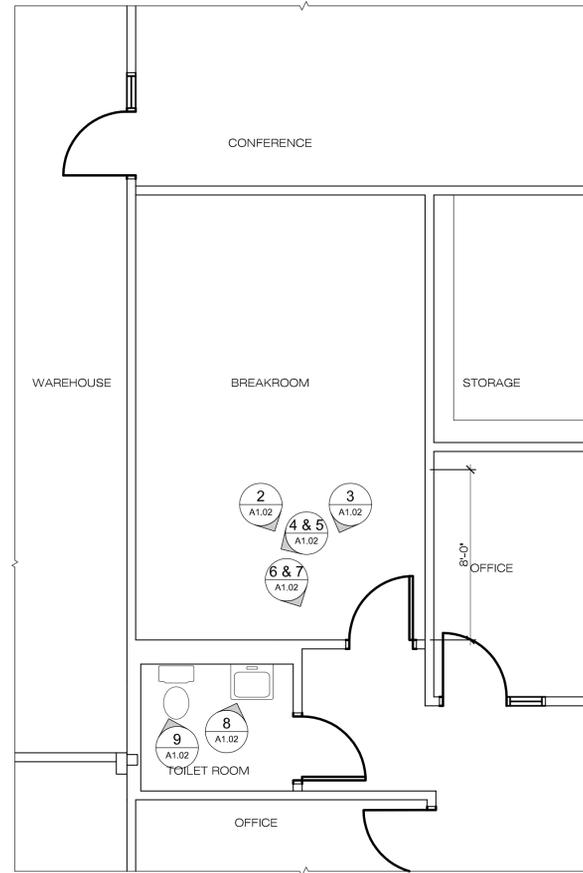 CONFERENCE
WAREHOUSE
BREAKROOM
STORAGE
2
A1.02
3
A1.02
4 & 5
A1.02
8'-0"
OFFICE
6 & 7
A1.02
8
A1.02
9
A1.02
TOILET ROOM
OFFICE